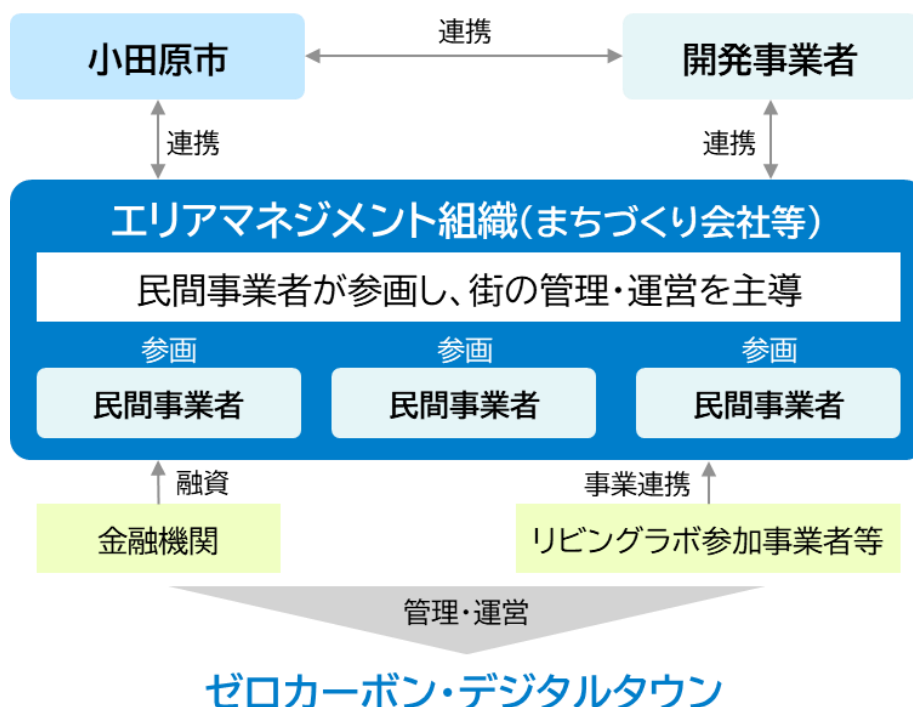 小田原市
連携
開発事業者
連携
連携
エリアマネジメント組織(まちづくり会社等)
民間事業者が参画し、街の管理・運営を主導
参画
参画
参画
民間事業者
民間事業者
民間事業者
融資
事業連携
金融機関
リビングラボ参加事業者等
管理・運営
ゼロカーボン・デジタルタウン